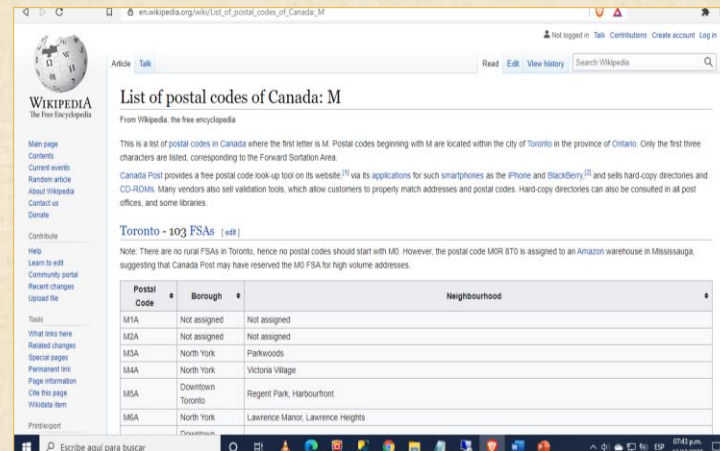 en.wikipedia.org/wiki/List_of_postal_codes_of_Canada:_M
Not logged in Talk Contributions Create account Log in
Article Talk
Read Edit View history Search Wikipedia
WIKIPEDIA
The Free Encyclopedia
Main page
Contents
Current events
Random article
About Wikipedia
Contact us
Donate
Contribute
Help
Learn to edit
Community portal
Recent changes
Upload file
Tools
What links here
Related changes
Special pages
Permanent link
Page information
Cite this page
Wikidata item
Print/export
List of postal codes of Canada: M
From Wikipedia, the free encyclopedia
This is a list of postal codes in Canada where the first letter is M. Postal codes beginning with M are located within the city of Toronto in the province of Ontario. Only the first three
characters are listed, corresponding to the Forward Sortation Area.
Canada Post provides a free postal code look-up tool on its website,[1] via its applications for such smartphones as the iPhone and BlackBerry,[2] and sells hard-copy directories and
CD-ROMs. Many vendors also sell validation tools, which allow customers to properly match addresses and postal codes. Hard-copy directories can also be consulted in all post
offices, and some libraries.
Toronto - 103 FSAs [edit]
Note: There are no rural FSAs in Toronto, hence no postal codes should start with M0. However, the postal code M0R 8T0 is assigned to an Amazon warehouse in Mississauga,
suggesting that Canada Post may have reserved the M0 FSA for high volume addresses.
Postal Code Borough Neighbourhood
M1A Not assigned Not assigned
M2A Not assigned Not assigned
M3A North York Parkwoods
M4A North York Victoria Village
M5A Downtown Toronto Regent Park, Harbourfront
M6A North York Lawrence Manor, Lawrence Heights
Downtown
Escribe aquí para buscar
ESP 07:43 p.m.